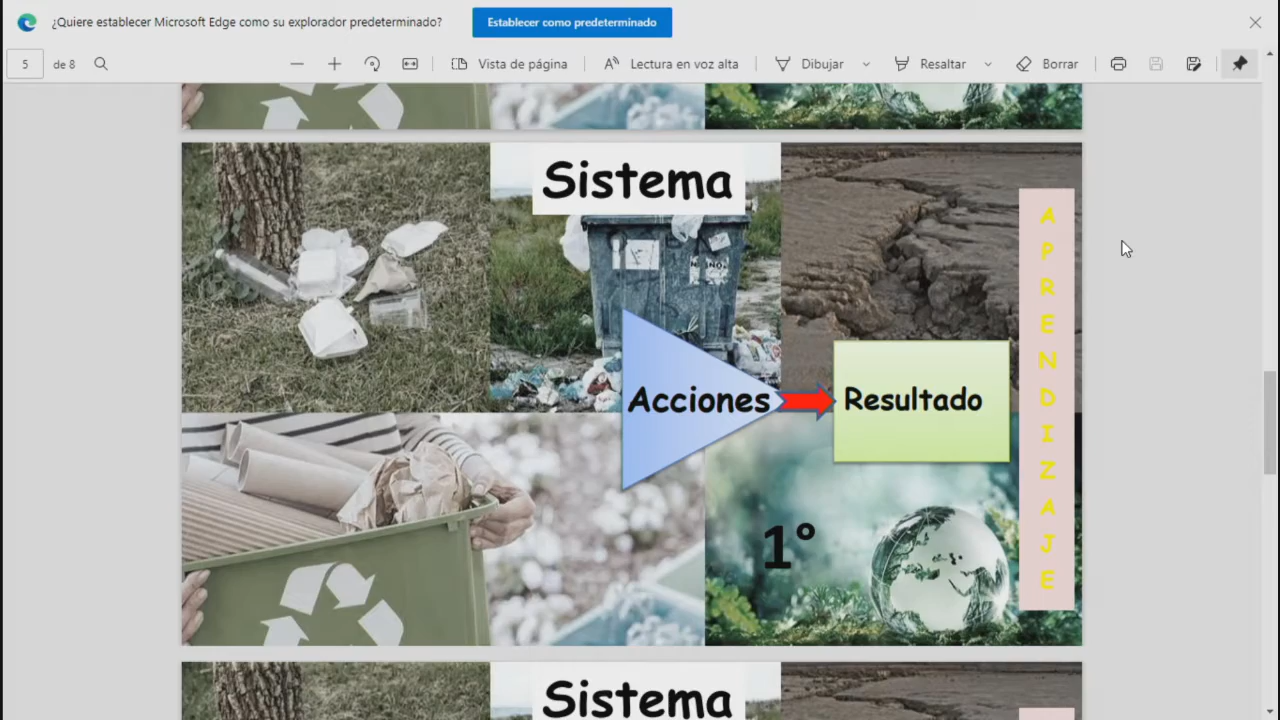 ¿Quiere establecer Microsoft Edge como su explorador predeterminado?
Establecer como predeterminado
5 de 8
Vista de página
Lectura en voz alta
Dibujar
Resaltar
Borrar
Sistema
Acciones
Resultado
1°
APRENDIZAJE
Sistema